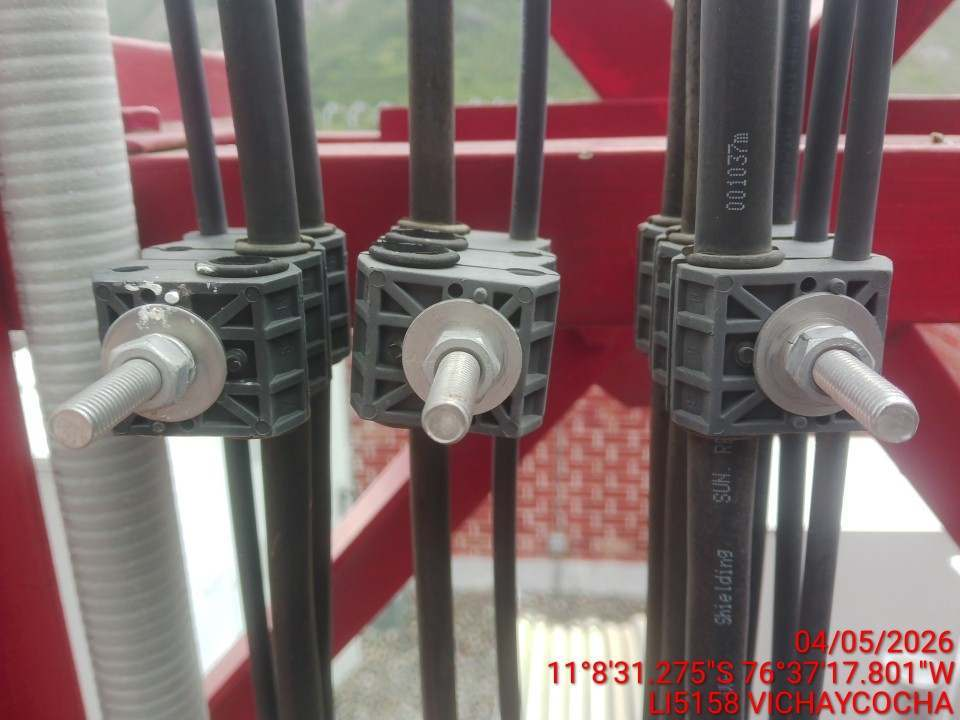 001037m
Shielding SUN. R
04/05/2026
11°8'31.275"S 76°37'17.801"W
LI5158 VICHAYCOCHA